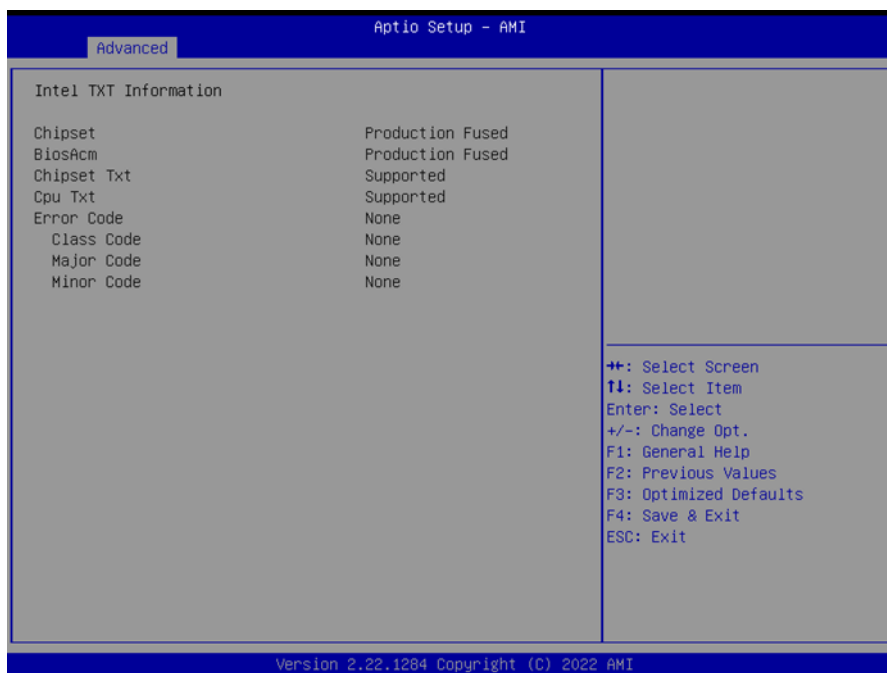 Aptio Setup – AMI
Advanced
Intel TXT Information
Chipset Production Fused
BiosAcm Production Fused
Chipset Txt Supported
Cpu Txt Supported
Error Code None
Class Code None
Major Code None
Minor Code None
→←: Select Screen
↑↓: Select Item
Enter: Select
+/-: Change Opt.
F1: General Help
F2: Previous Values
F3: Optimized Defaults
F4: Save & Exit
ESC: Exit
Version 2.22.1284 Copyright (C) 2022 AMI